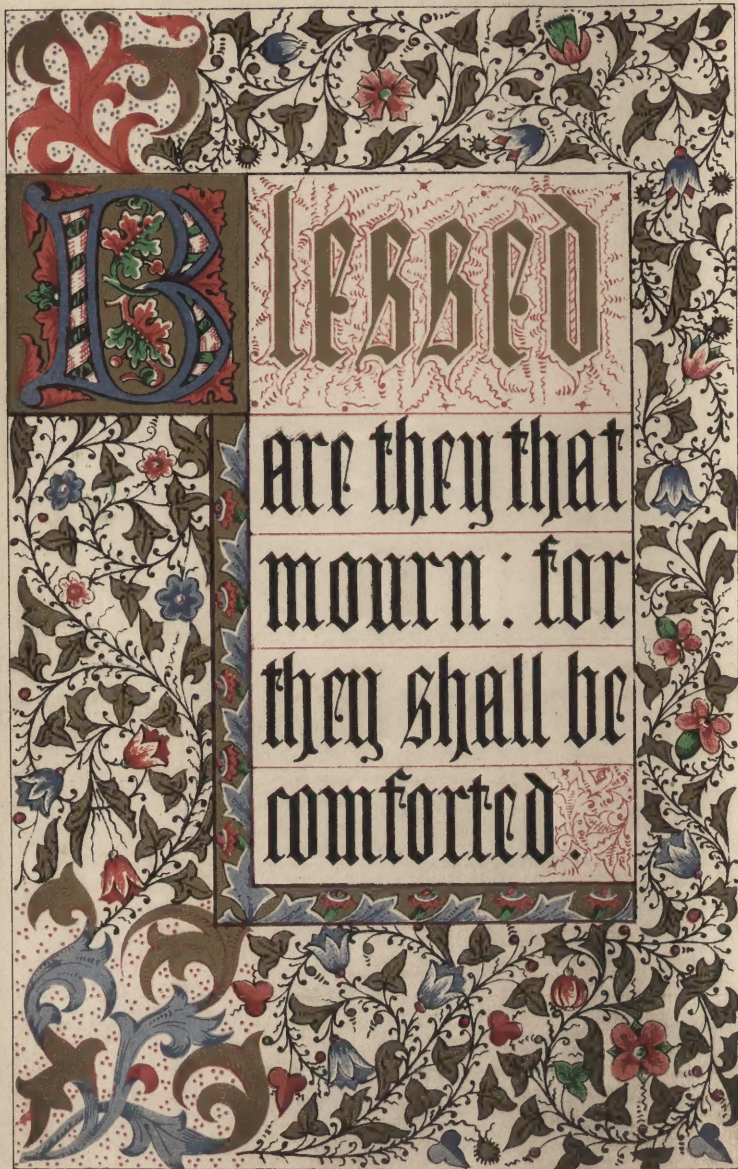 Blessed
are they that
mourn: for
they shall be
comforted.